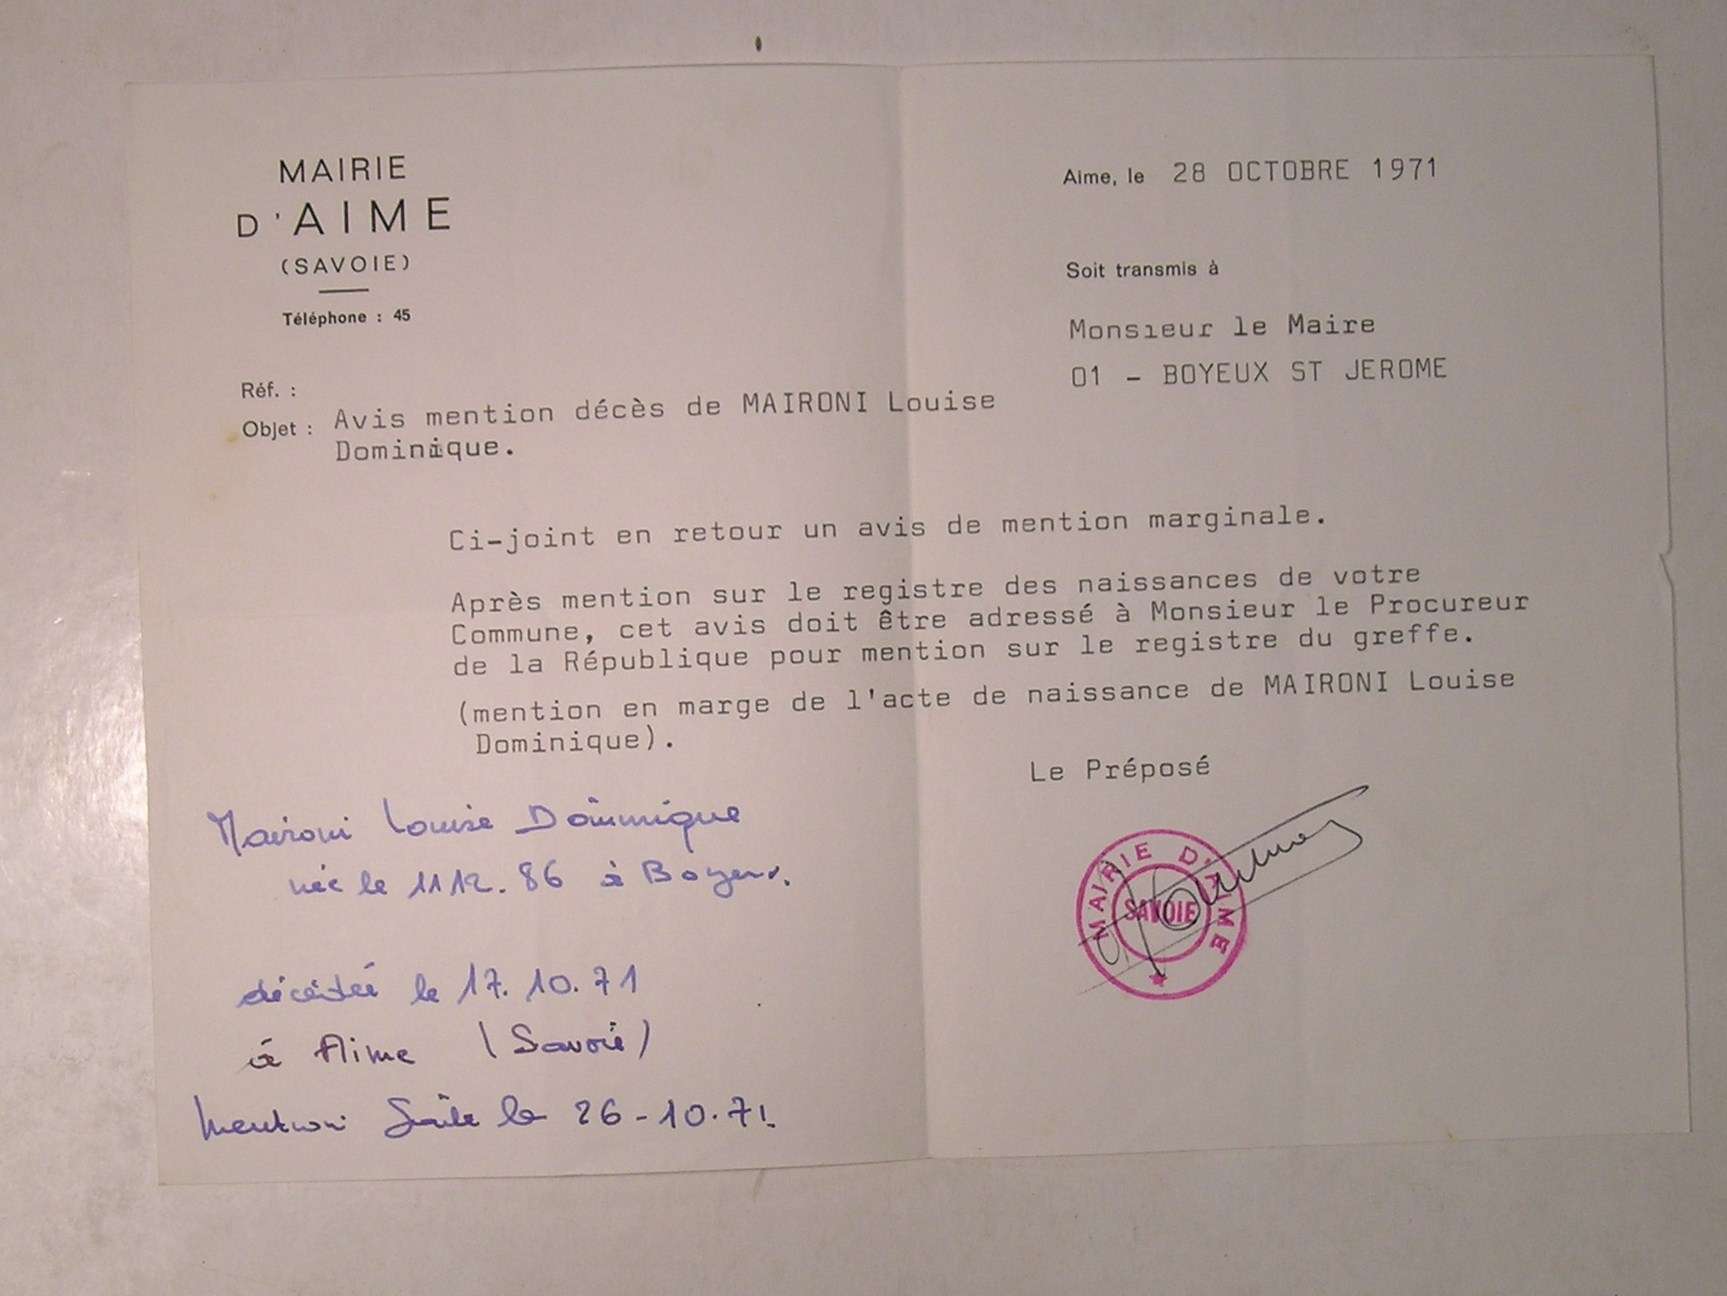 MAIRIE
D'AIME
(SAVOIE)
Téléphone : 45
Aime, le 28 OCTOBRE 1971
Soit transmis à
Monsieur le Maire
01 - BOYEUX ST JEROME
Réf. :
Objet : Avis mention décès de MAIRONI Louise
Dominique.
Ci-joint en retour un avis de mention marginale.
Après mention sur le registre des naissances de votre
Commune, cet avis doit être adressé à Monsieur le Procureur
de la République pour mention sur le registre du greffe.
(mention en marge de l'acte de naissance de MAIRONI Louise
Dominique).
Le Préposé
MAIRIE D'AIME
SAVOIE
Maironi Louise Dominique
née le 11 12. 86 à
décédée le 17. 10. 71
à Aime (Savoie)
Mention faite le 26-10.71.